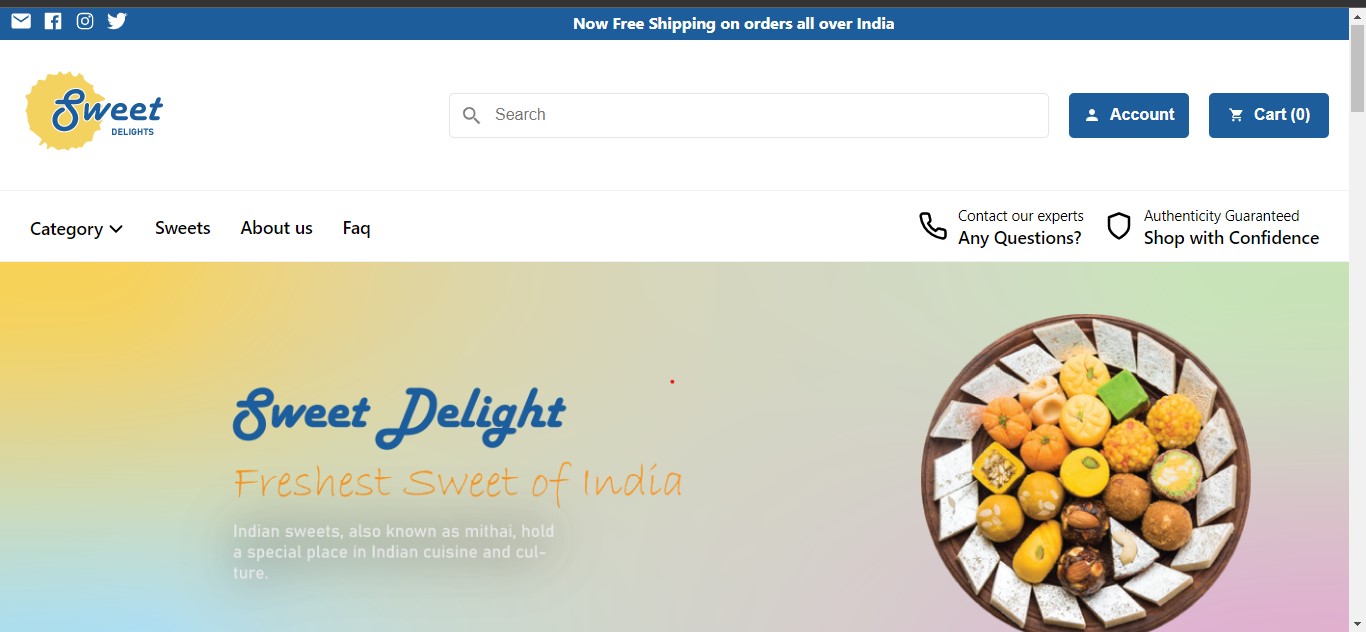 Now Free Shipping on orders all over India
Sweet
DELIGHTS
Search
Account
Cart (0)
Category
Sweets
About us
Faq
Contact our experts
Any Questions?
Authenticity Guaranteed
Shop with Confidence
Sweet Delight
Freshest Sweet of India
Indian sweets, also known as mithai, hold
a special place in Indian cuisine and cul-
ture.